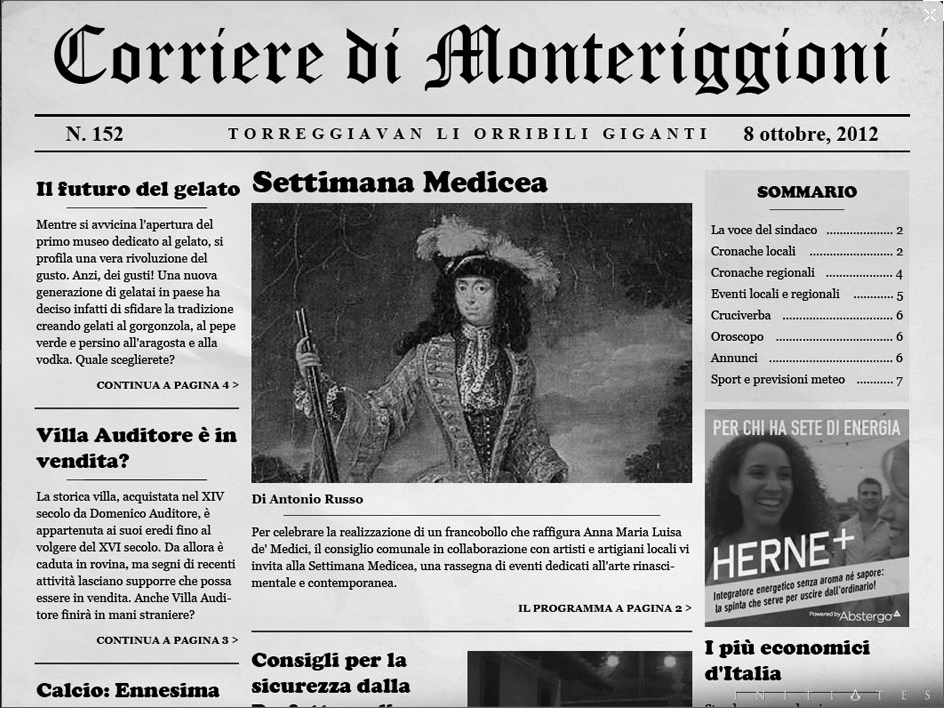 Corriere di Monteriggioni
N. 152
TORREGGIAVAN LI ORRIBILI GIGANTI
8 ottobre, 2012
Il futuro del gelato
Mentre si avvicina l'apertura del
primo museo dedicato al gelato, si
profila una vera rivoluzione del
gusto. Anzi, dei gusti! Una nuova
generazione di gelatai in paese ha
deciso infatti di sfidare la tradizione
creando gelati al gorgonzola, al pepe
verde e persino all'aragosta e alla
vodka. Quale sceglierete?
CONTINUA A PAGINA 4 >
Villa Auditore è in
vendita?
La storica villa, acquistata nel XIV
secolo da Domenico Auditore, è
appartenuta ai suoi eredi fino al
volgere del XVI secolo. Da allora è
caduta in rovina, ma segni di recenti
attività lasciano supporre che possa
essere in vendita. Anche Villa Audi-
tore finirà in mani straniere?
CONTINUA A PAGINA 3 >
Calcio: Ennesima
Settimana Medicea
Di Antonio Russo
Per celebrare la realizzazione di un francobollo che raffigura Anna Maria Luisa
de' Medici, il consiglio comunale in collaborazione con artisti e artigiani locali vi
invita alla Settimana Medicea, una rassegna di eventi dedicati all'arte rinasci-
mentale e contemporanea.
IL PROGRAMMA A PAGINA 2 >
Consigli per la
sicurezza dalla
SOMMARIO
La voce del sindaco .................... 2
Cronache locali ...................... 2
Cronache regionali .................... 4
Eventi locali e regionali ........... 5
Cruciverba ............................. 6
Oroscopo .............................. 6
Annunci ................................ 6
Sport e previsioni meteo .......... 7
PER CHI HA SETE DI ENERGIA
HERNE+
Integratore energetico senza aroma né sapore:
la spinta che serve per uscire dall'ordinario!
Powered by Abstergo
I più economici
d'Italia
INITIATES